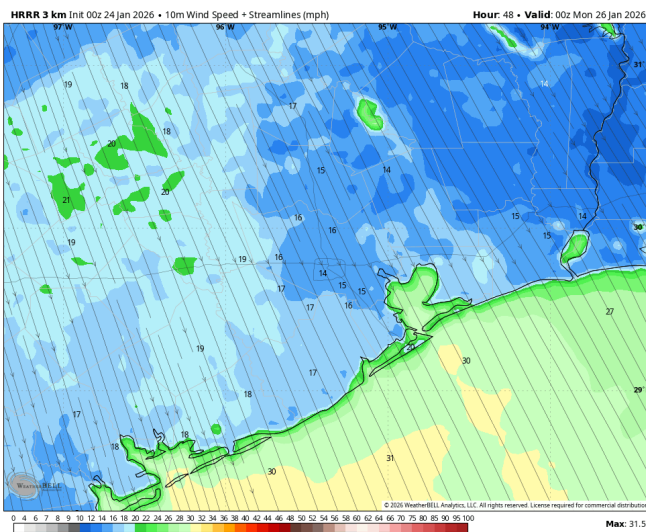 HRRR 3 km Init 00z 24 Jan 2026 • 10m Wind Speed + Streamlines (mph) Hour: 48 • Valid: 00z Mon 26 Jan 2026
97°W 96°W 95°W 94°W
31°
14
19 18
17
18
20
15 14
20
21
16 15 14
16 15 30°
19
19 16
14
17 15 15
17 16
27
19
20
30
17
29°
18
17
18 18
31
30
WeatherBELL
© 2026 WeatherBELL Analytics, LLC. All rights reserved. License required for commercial distribution
0 4 6 7 8 9 10 12 14 16 18 20 22 24 26 28 30 32 34 36 38 40 42 44 46 48 50 52 54 56 58 60 62 64 66 68 70 75 80 85 90 95 100
Max: 31.5